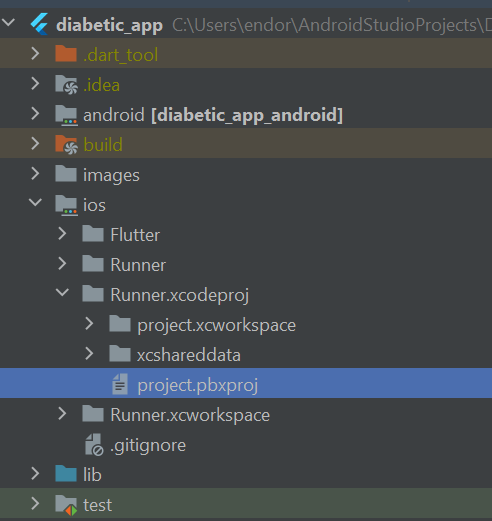 diabetic_app C:\Users\endor\AndroidStudioProjects\D
.dart_tool
.idea
android [diabetic_app_android]
build
images
ios
Flutter
Runner
Runner.xcodeproj
project.xcworkspace
xcshareddata
project.pbxproj
Runner.xcworkspace
.gitignore
lib
test